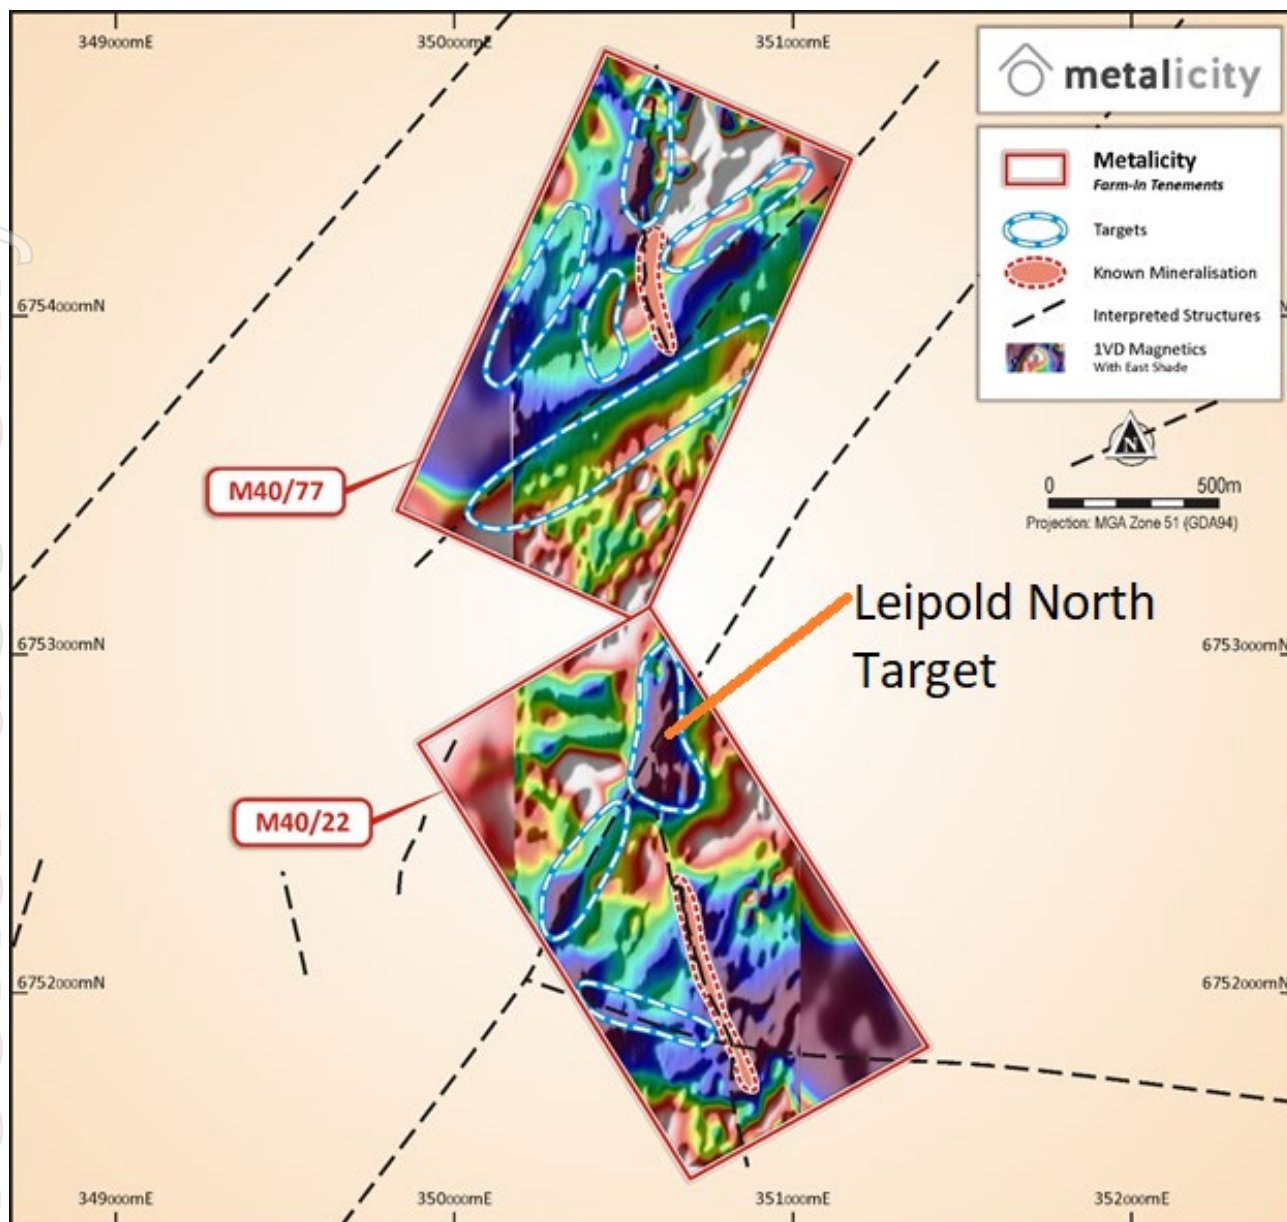 349000mE
350000mE
351000mE
metalicity
Metalicity
Farm-In Tenements
Targets
Known Mineralisation
Interpreted Structures
1VD Magnetics
With East Shade
6754000mN
N
0
500m
Projection: MGA Zone 51 (GDA94)
M40/77
Leipold North
Target
6753000mN
6753000mN
M40/22
6752000mN
6752000mN
349000mE
350000mE
351000mE
352000mE